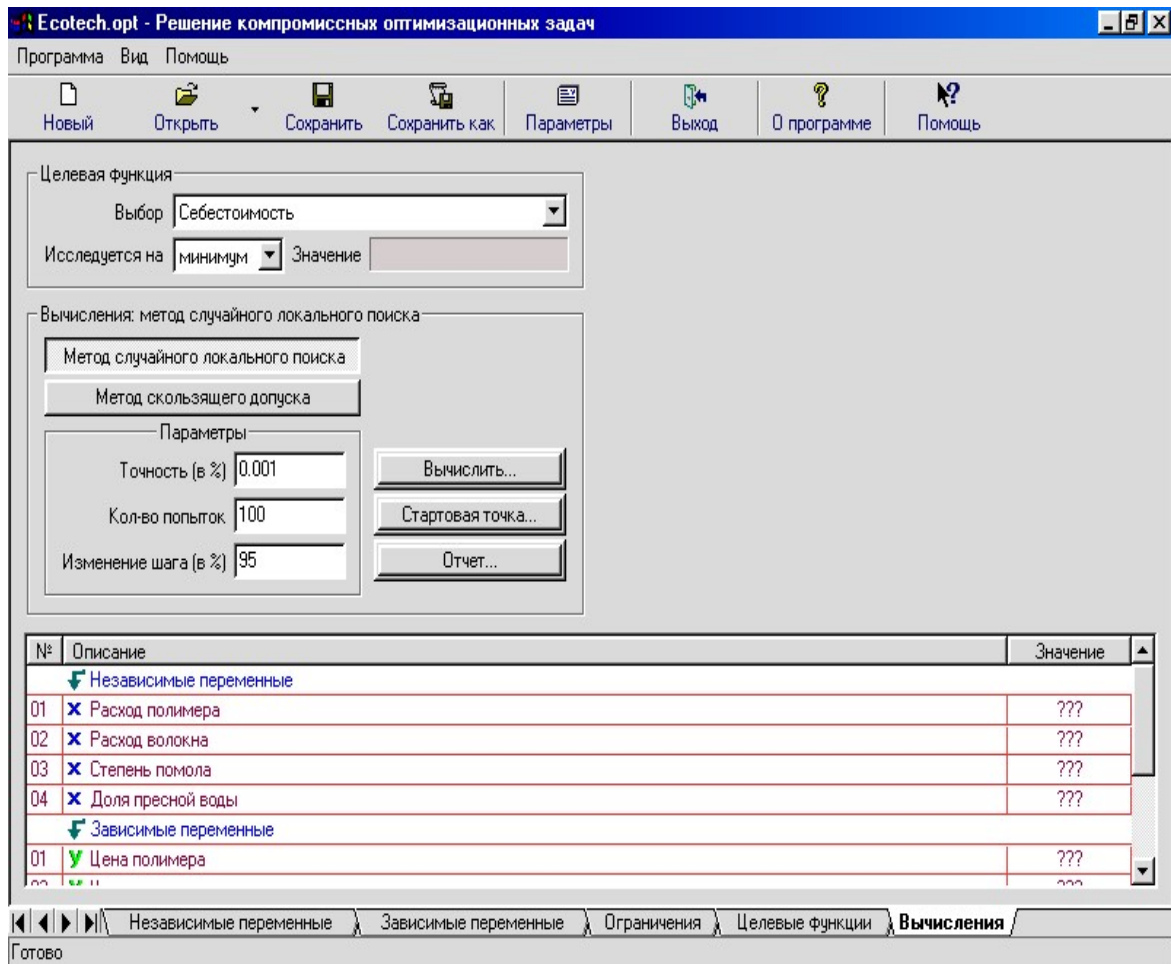 Ecotech.opt - Решение компромиссных оптимизационных задач
Программа Вид Помощь
Новый Открыть Сохранить Сохранить как Параметры Выход О программе Помощь
Целевая функция
Выбор Себестоимость
Исследуется на минимум Значение
Вычисления: метод случайного локального поиска
Метод случайного локального поиска
Метод скользящего допуска
Параметры
Точность (в %) 0.001 Вычислить...
Кол-во попыток 100 Стартовая точка...
Изменение шага (в %) 95 Отчет...
№ Описание Значение
Независимые переменные
01 x Расход полимера ???
02 x Расход волокна ???
03 x Степень помола ???
04 x Доля пресной воды ???
Зависимые переменные
01 y Цена полимера ???
Независимые переменные Зависимые переменные Ограничения Целевые функции Вычисления
Готово